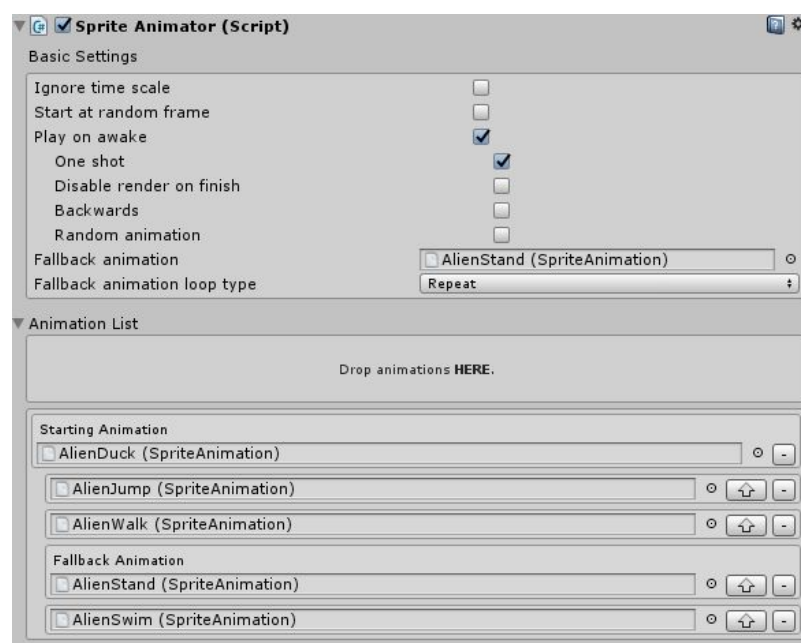 Sprite Animator (Script)
Basic Settings
Ignore time scale
Start at random frame
Play on awake
One shot
Disable render on finish
Backwards
Random animation
Fallback animation AlienStand (SpriteAnimation)
Fallback animation loop type Repeat
Animation List
Drop animations HERE.
Starting Animation
AlienDuck (SpriteAnimation) -
AlienJump (SpriteAnimation) -
AlienWalk (SpriteAnimation) -
Fallback Animation
AlienStand (SpriteAnimation) -
AlienSwim (SpriteAnimation) -